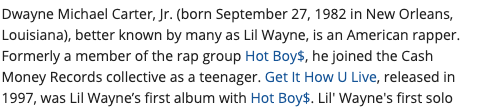 Dwayne Michael Carter, Jr. (born September 27, 1982 in New Orleans,
Louisiana), better known by many as Lil Wayne, is an American rapper.
Formerly a member of the rap group Hot Boy$, he joined the Cash
Money Records collective as a teenager. Get It How U Live, released in
1997, was Lil Wayne’s first album with Hot Boy$. Lil' Wayne's first solo